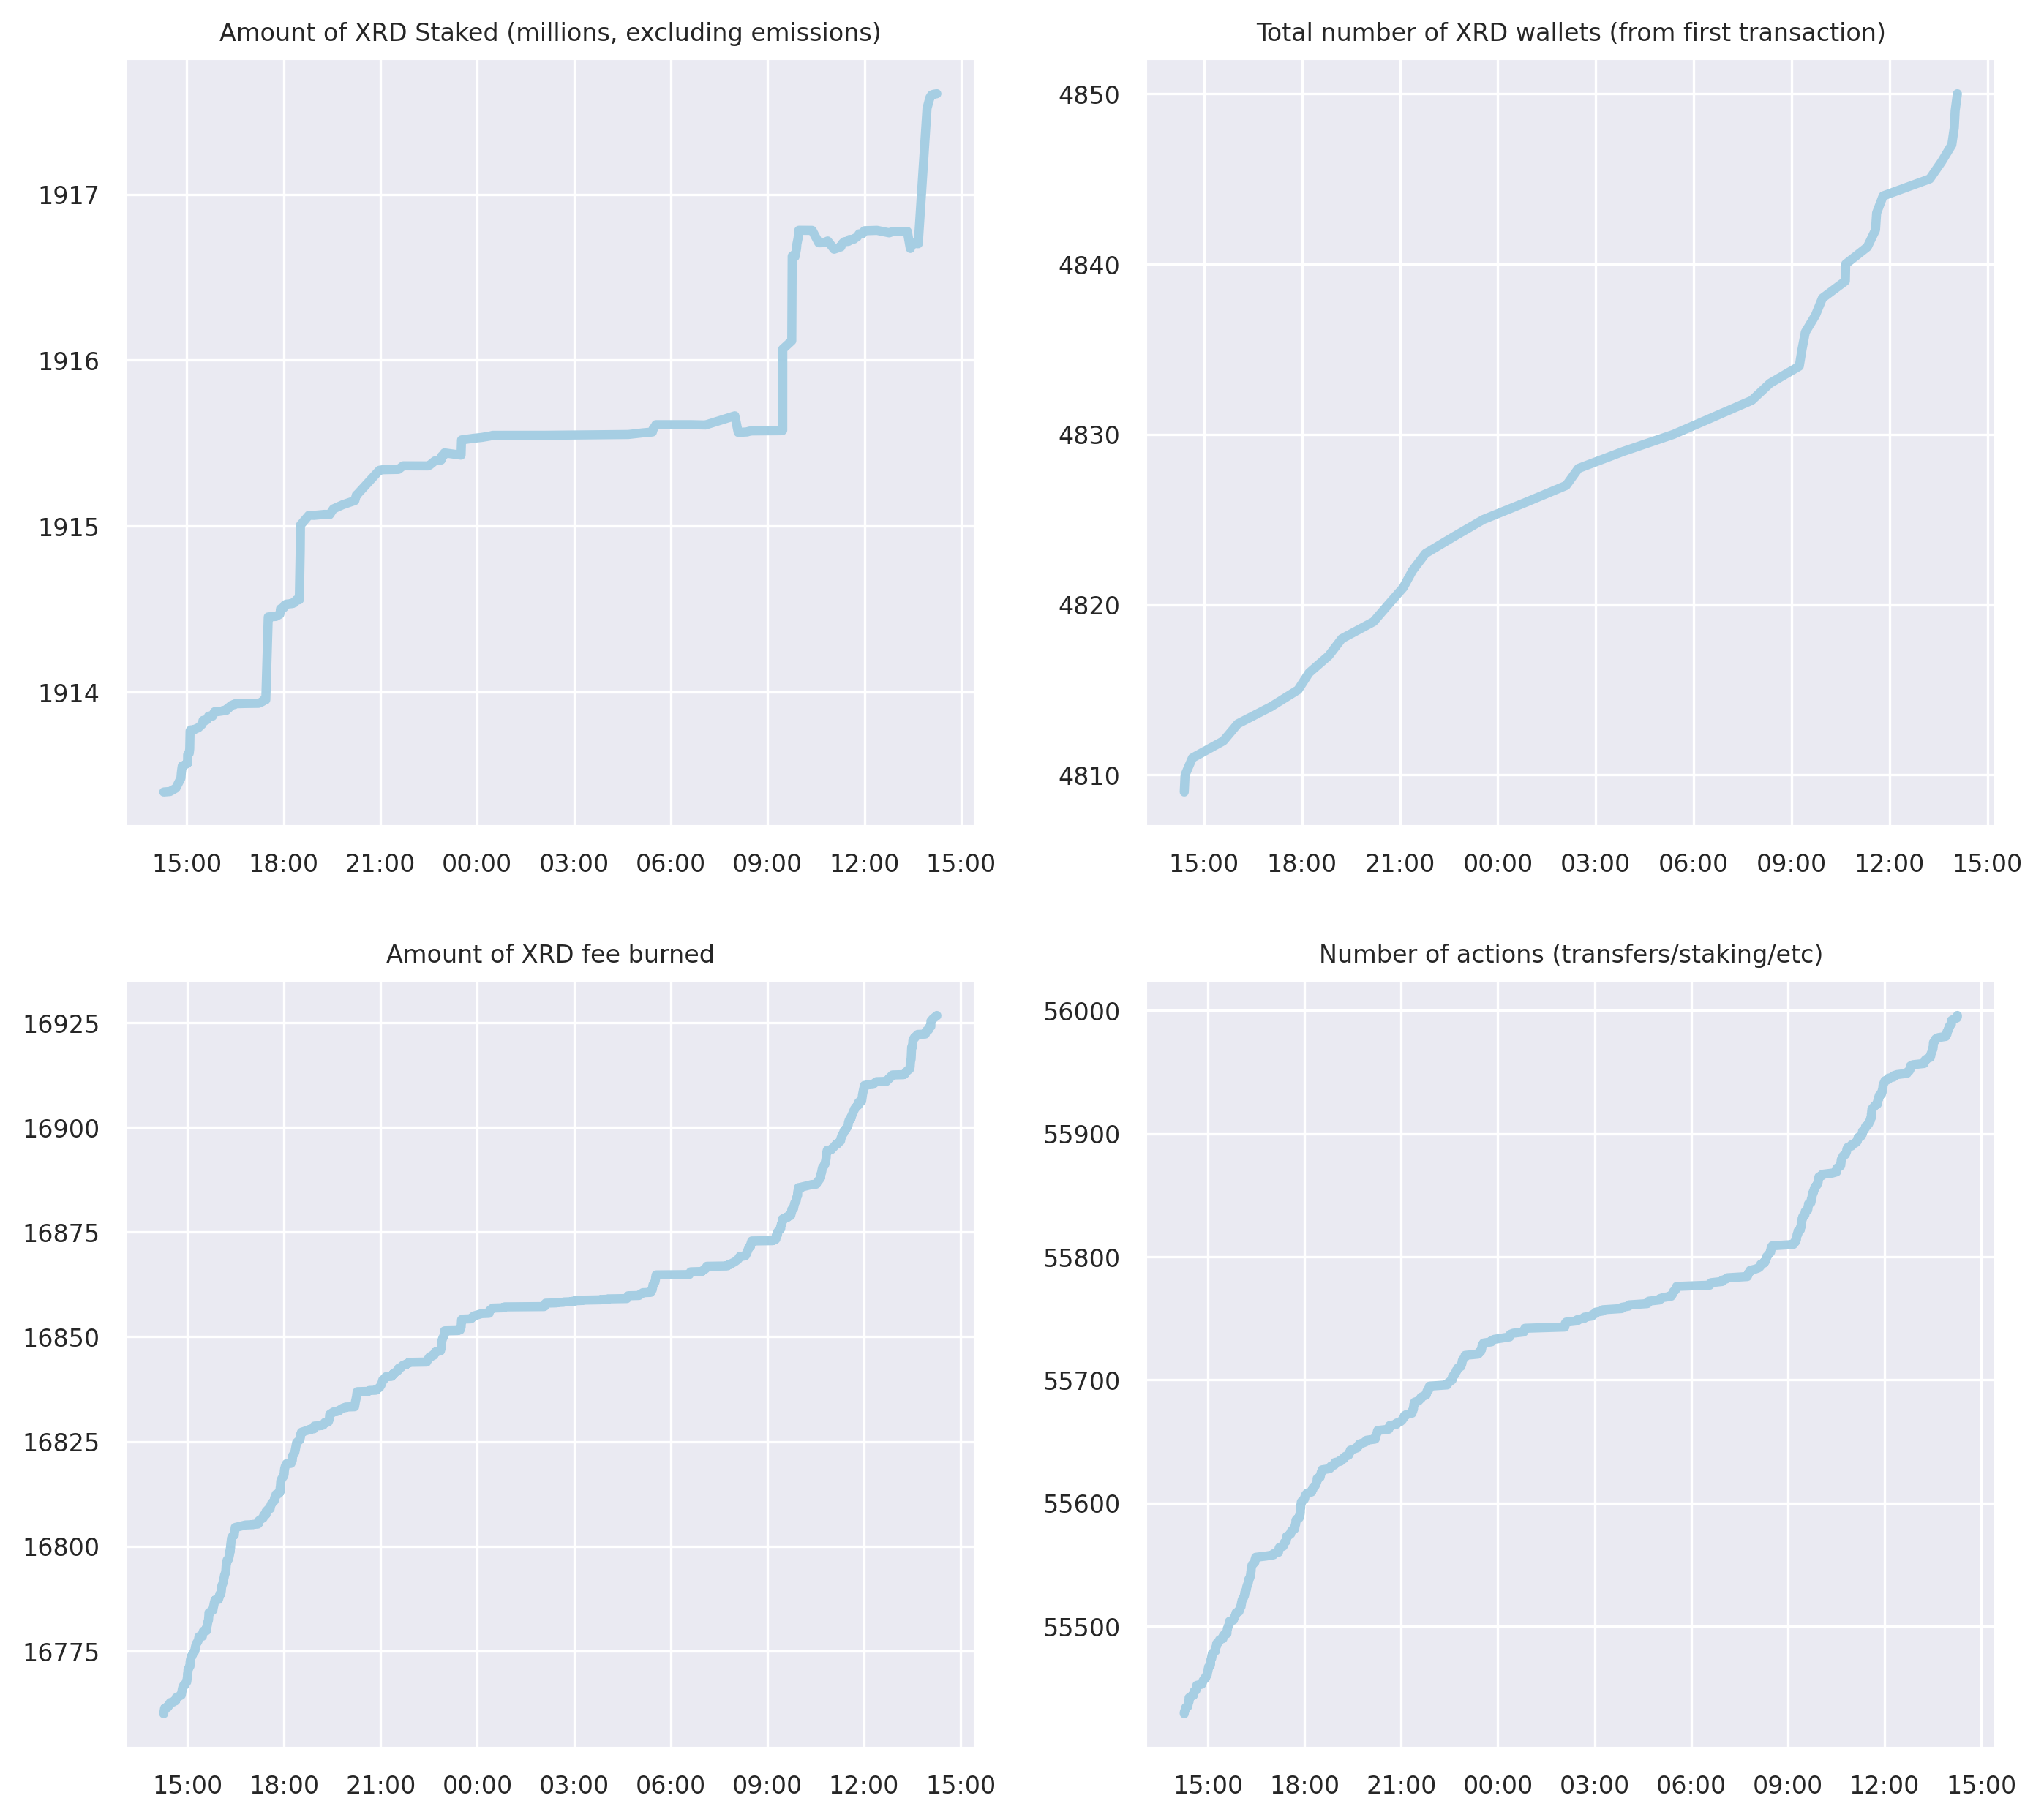 Amount of XRD Staked (millions, excluding emissions)
1917
1916
1915
1914
15:00 18:00 21:00 00:00 03:00 06:00 09:00 12:00 15:00
Total number of XRD wallets (from first transaction)
4850
4840
4830
4820
4810
15:00 18:00 21:00 00:00 03:00 06:00 09:00 12:00 15:00
Amount of XRD fee burned
16925
16900
16875
16850
16825
16800
16775
15:00 18:00 21:00 00:00 03:00 06:00 09:00 12:00 15:00
Number of actions (transfers/staking/etc)
56000
55900
55800
55700
55600
55500
15:00 18:00 21:00 00:00 03:00 06:00 09:00 12:00 15:00